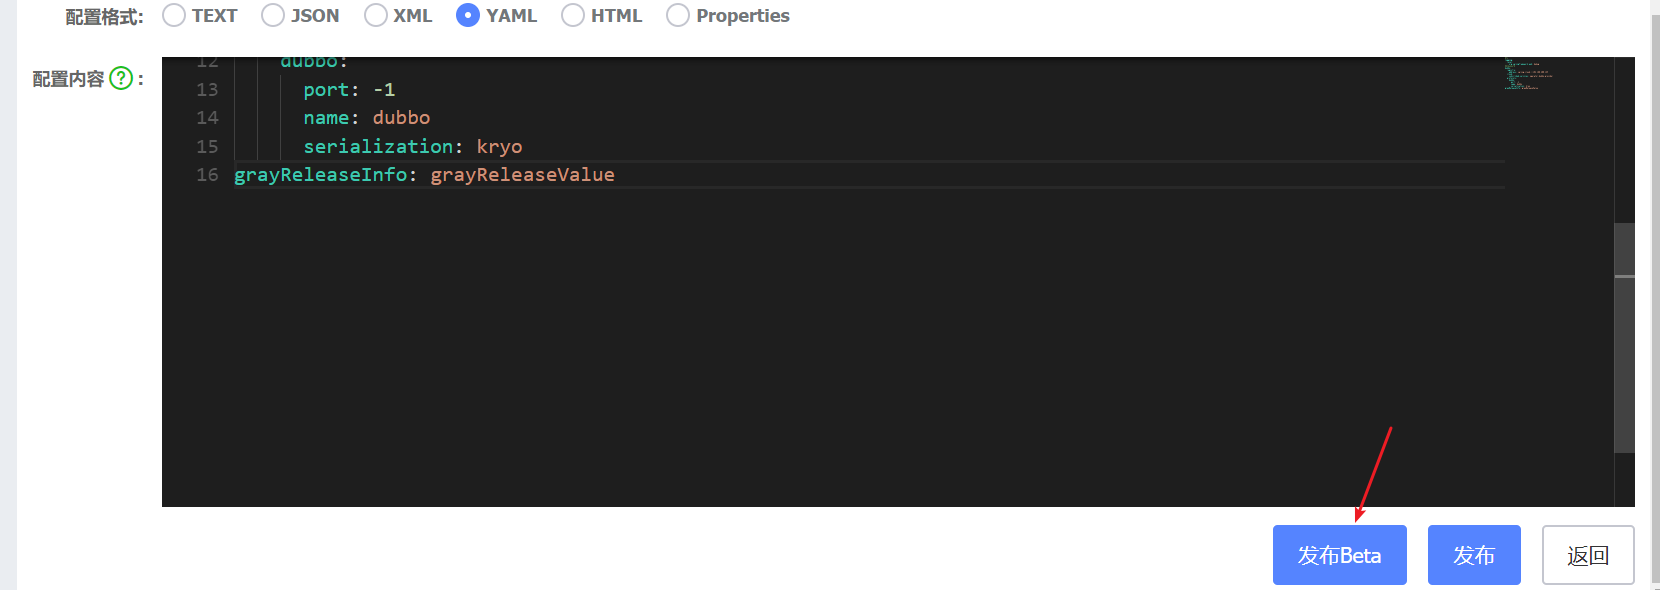 配置格式: TEXT JSON XML YAML HTML Properties
配置内容 ? :
12 dubbo:
13 port: -1
14 name: dubbo
15 serialization: kryo
16 grayReleaseInfo: grayReleaseValue
发布Beta 发布 返回